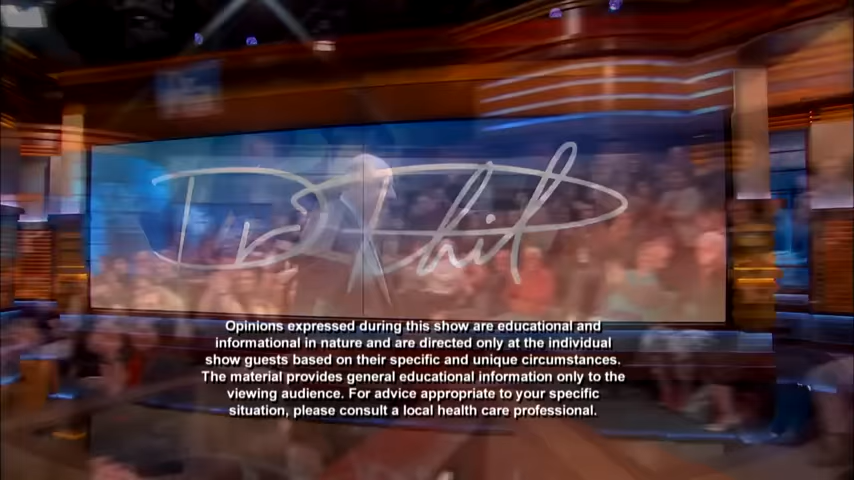 Dr. Phil
Opinions expressed during this show are educational and
informational in nature and are directed only at the individual
show guests based on their specific and unique circumstances.
The material provides general educational information only to the
viewing audience. For advice appropriate to your specific
situation, please consult a local health care professional.